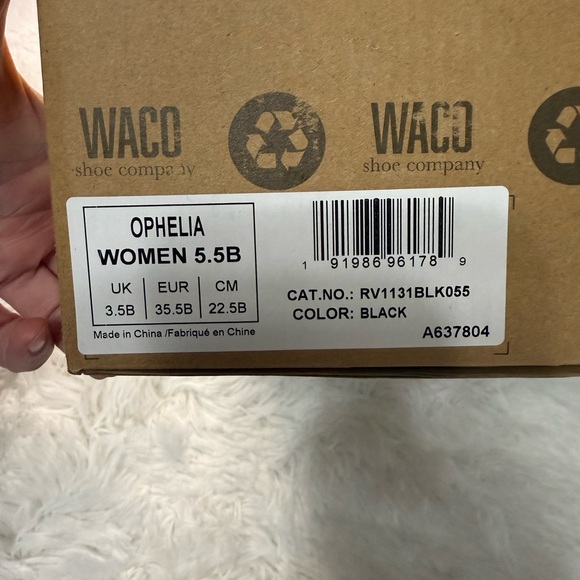 WACO
shoe company
WACO
shoe company
OPHELIA
WOMEN 5.5B
UK EUR CM
3.5B 35.5B 22.5B
Made in China /Fabriqué en Chine
1 91986 96178 9
CAT.NO.: RV1131BLK055
COLOR: BLACK
A637804